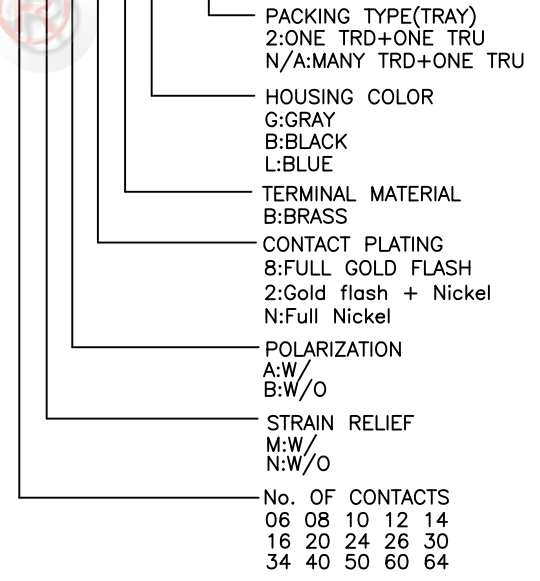 PACKING TYPE(TRAY)
2:ONE TRD+ONE TRU
N/A:MANY TRD+ONE TRU
HOUSING COLOR
G:GRAY
B:BLACK
L:BLUE
TERMINAL MATERIAL
B:BRASS
CONTACT PLATING
8:FULL GOLD FLASH
2:Gold flash + Nickel
N:Full Nickel
POLARIZATION
A:W/
B:W/O
STRAIN RELIEF
M:W/
N:W/O
No. OF CONTACTS
06 08 10 12 14
16 20 24 26 30
34 40 50 60 64